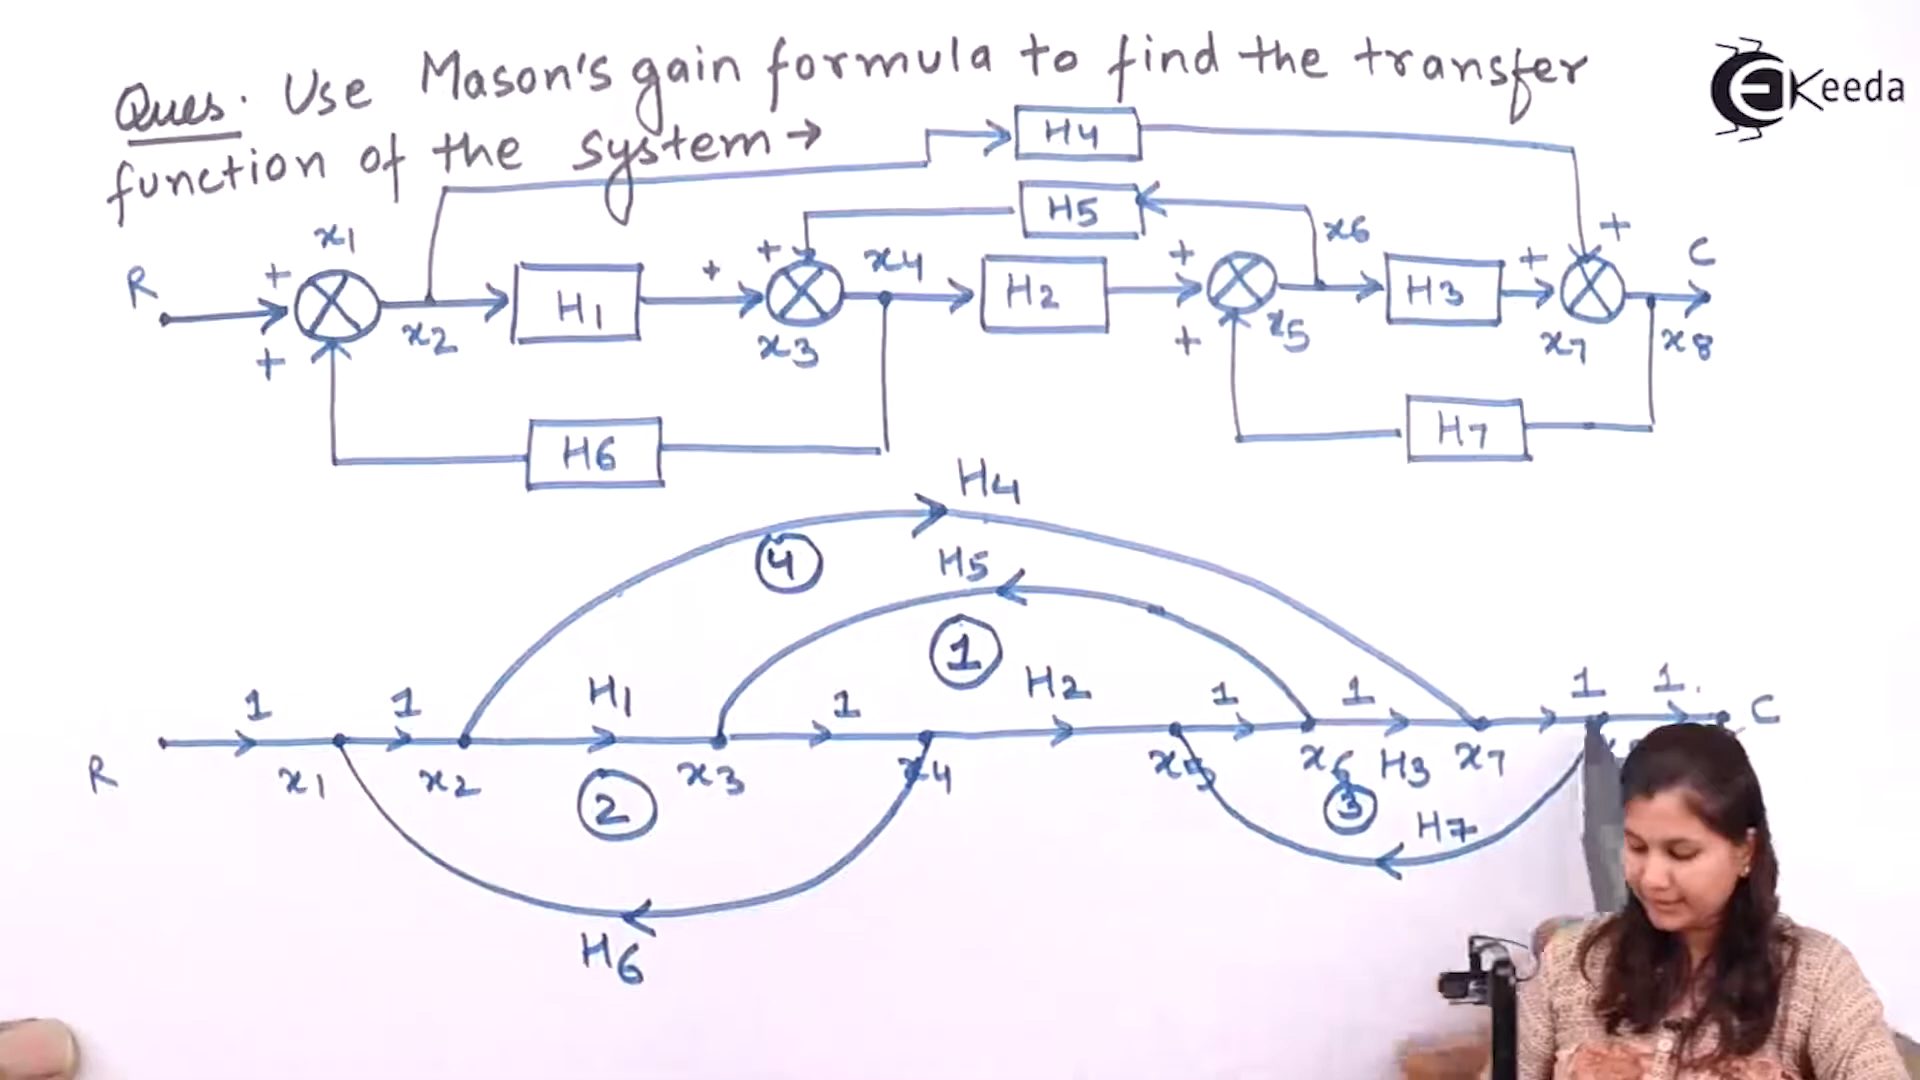 Ques. Use Mason's gain formula to find the transfer
function of the system →
EKeeda
H4
H5
x1
x6
C
R
+
+
x4
+
+
+
+
H1
H2
H3
x2
x3
x5
x7
x8
+
+
H6
H7
H4
4
H5
1
1
1
H1
1
H2
1
1
1
1.
C
R
x1
x2
x3
x4
x5
x6
H3
x7
2
3
H7
H6